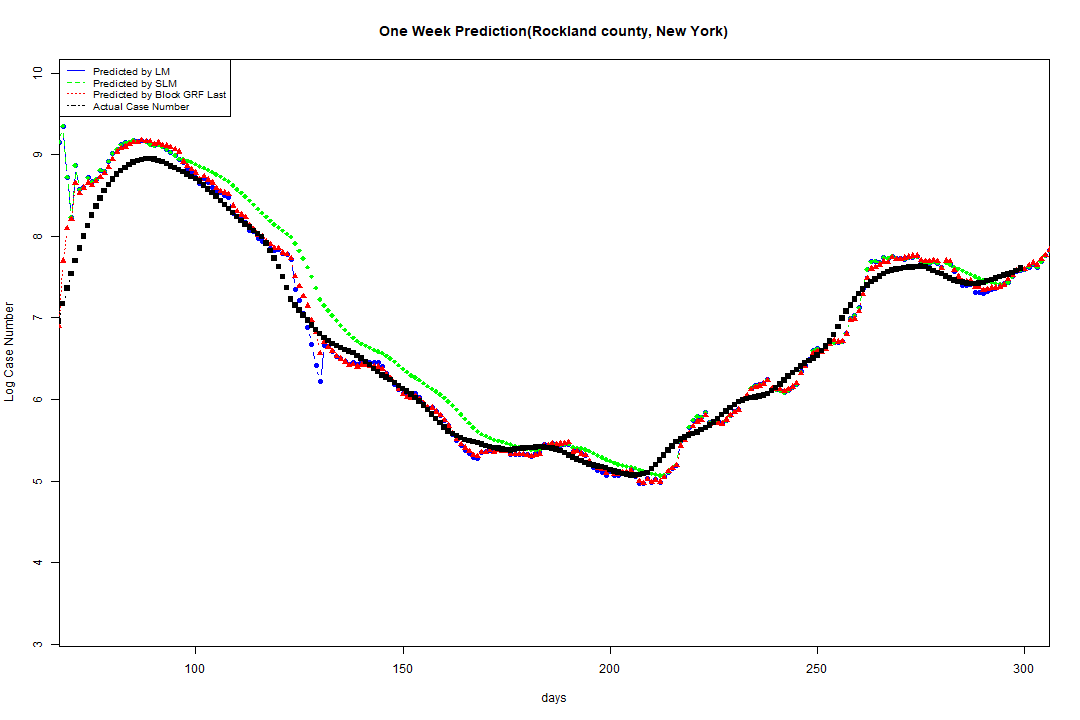 One Week Prediction(Rockland county, New York)
Predicted by LM
Predicted by SLM
Predicted by Block GRF Last
Actual Case Number
10
9
8
7
6
5
4
3
Log Case Number
100 150 200 250 300
days